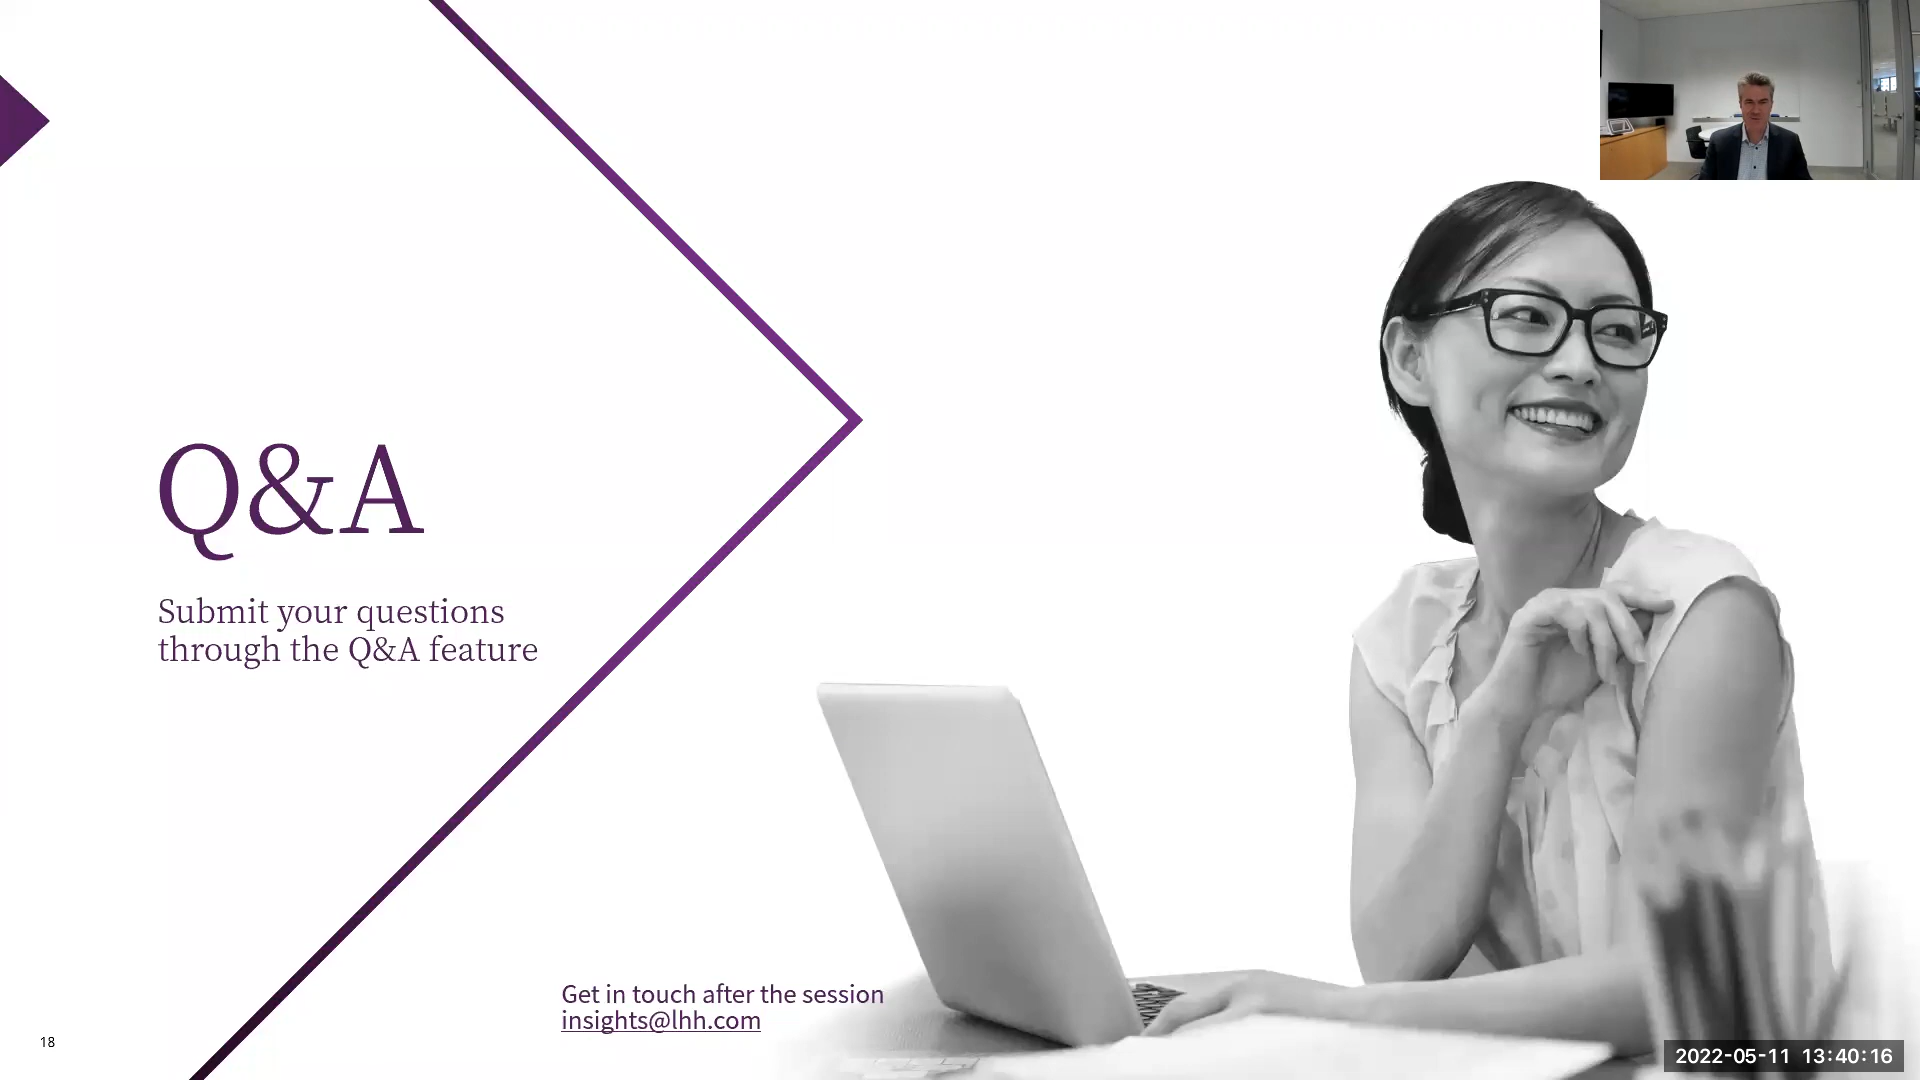 Q&A
Submit your questions
through the Q&A feature
Get in touch after the session
insights@lhh.com
18
2022-05-11 13:40:16